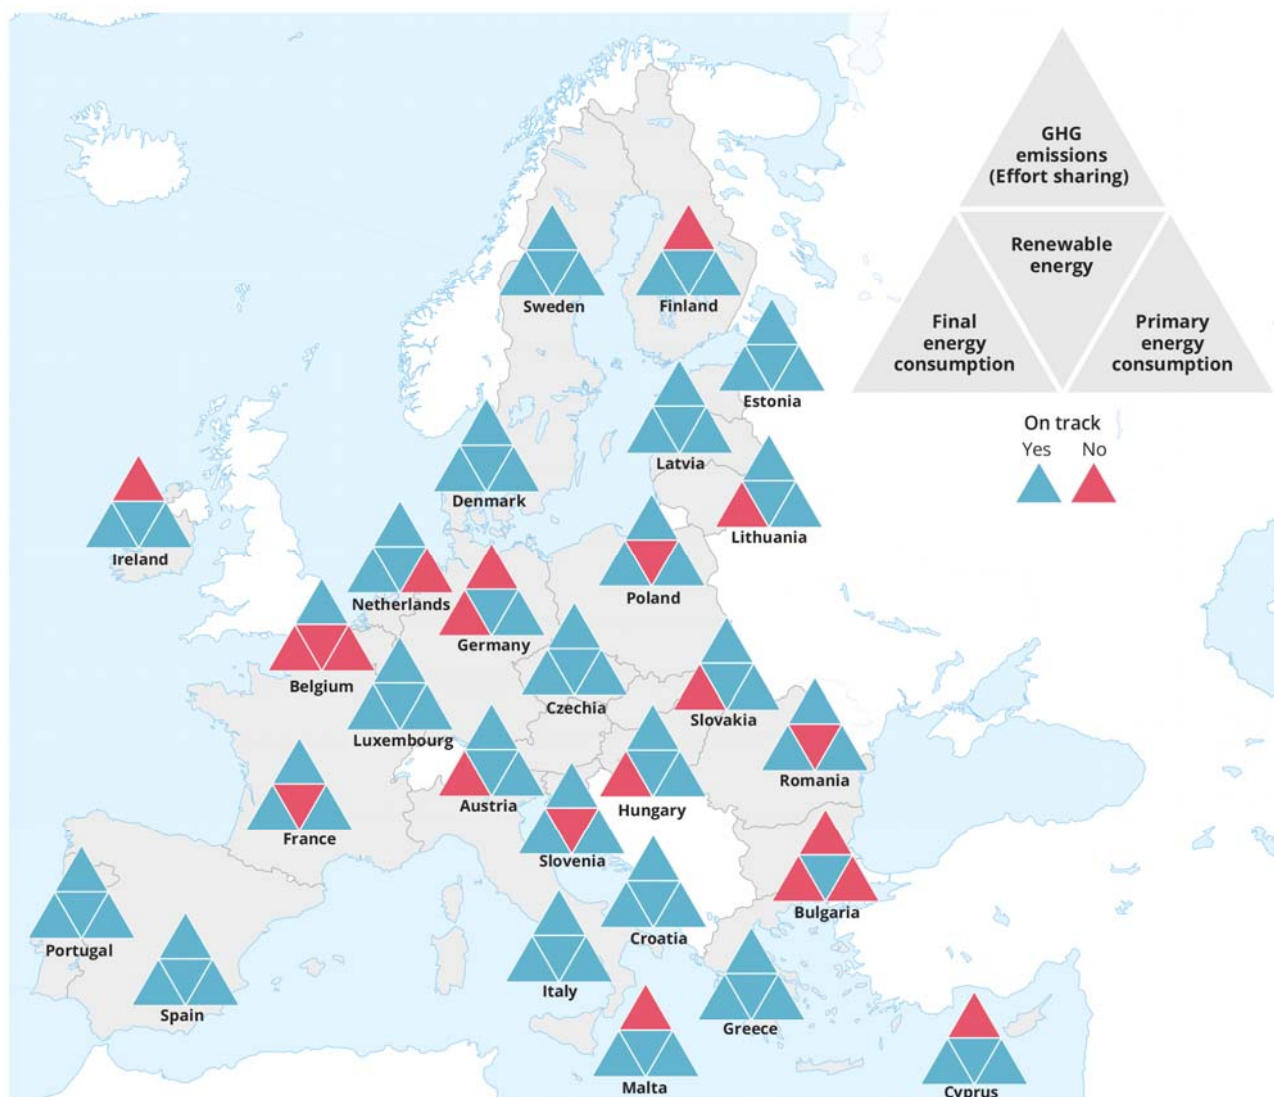 GHG
emissions
(Effort sharing)
Renewable
energy
Final
energy
consumption
Primary
energy
consumption
On track
Yes No
Sweden
Finland
Estonia
Latvia
Denmark
Lithuania
Ireland
Poland
Netherlands
Germany
Belgium
Czechia
Slovakia
Luxembourg
Romania
Austria
Hungary
France
Slovenia
Bulgaria
Croatia
Portugal
Italy
Spain
Greece
Malta
Cyprus